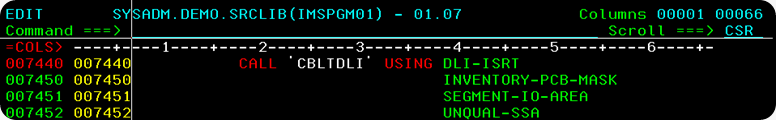 EDIT       SYSADM.DEMO.SRCLIB(IMSPGM01) - 01.07               Columns 00001 00066
Command ===>                                                  Scroll ===> CSR
=COLS> ----+----1----+----2----+----3----+----4----+----5----+----6----+-
007440 007440            CALL 'CBLTDLI' USING DLI-ISRT
007450 007450                                 INVENTORY-PCB-MASK
007451 007451                                 SEGMENT-IO-AREA
007452 007452                                 UNQUAL-SSA